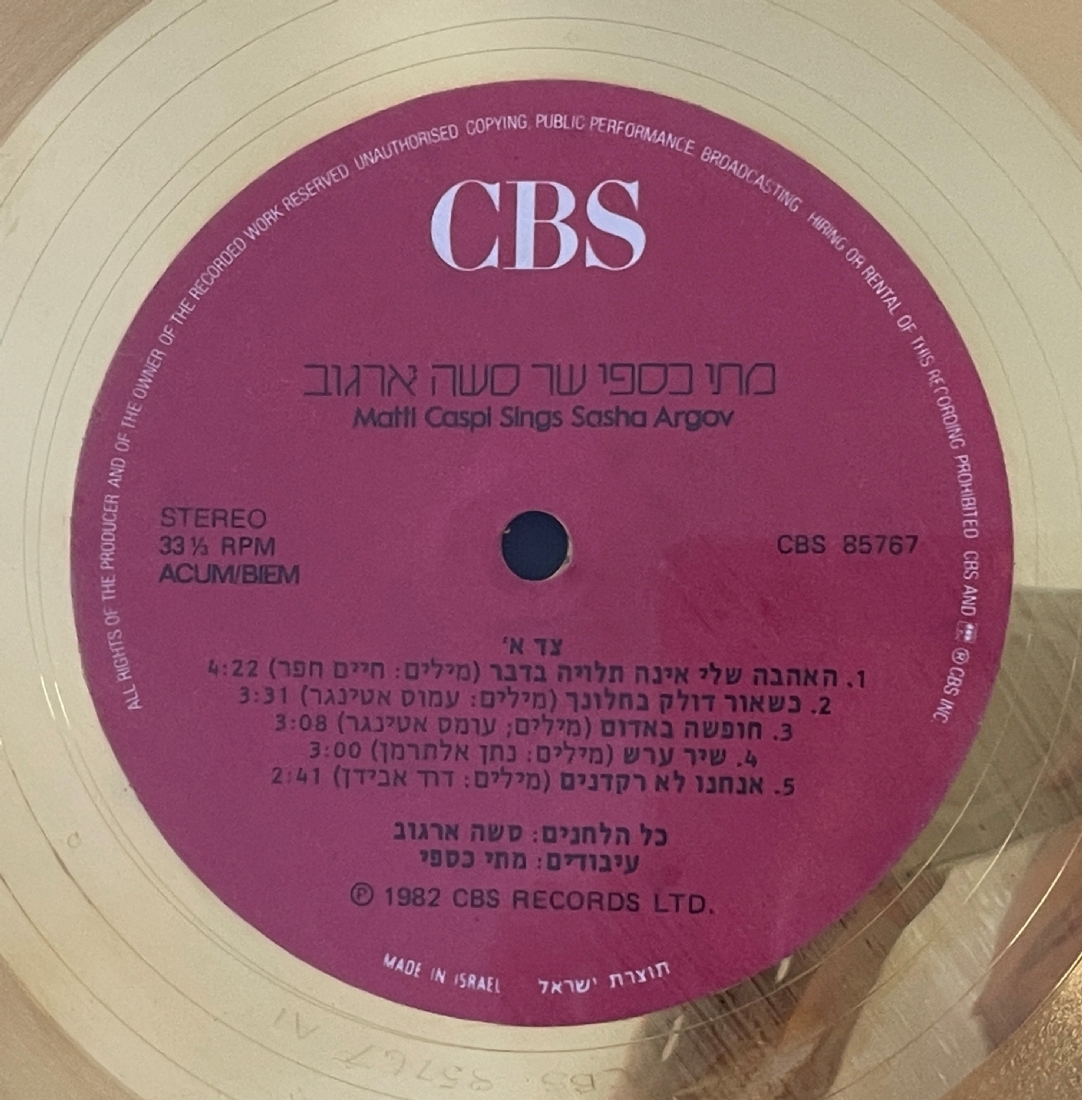 ALL RIGHTS OF THE PRODUCER AND OF THE OWNER OF THE RECORDED WORK RESERVED UNAUTHORISED COPYING, PUBLIC PERFORMANCE BROADCASTING HIRING OR RENTAL OF THIS RECORDING PROHIBITED CBS AND ® CBS INC.
CBS
מתי כספי שר סשה ארגוב
Matti Caspi Sings Sasha Argov
STEREO
33⅓ RPM
ACUM/BIEM
CBS 85767
צד א'
1. האהבה שלי אינה תלויה בדבר (מילים: חיים חפר) 4:22
2. כשאור דולק בחלונך (מילים: עמוס אטינגר) 3:31
3. חופשה באדום (מילים; עומס אטינגר) 3:08
4. שיר ערש (מילים: נתן אלתרמן) 3:00
5. אנחנו לא רקדנים (מילים: דוד אבידן) 2:41
כל הלחנים: סשה ארגוב
עיבודים: מתי כספי
℗ 1982 CBS RECORDS LTD.
MADE IN ISRAEL תוצרת ישראל
CBS 85767 A1